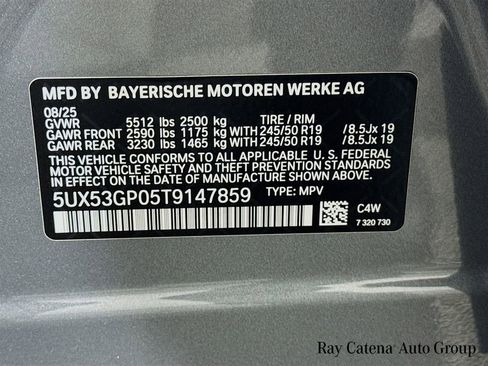 MFD BY BAYERISCHE MOTOREN WERKE AG
08/25
GVWR 5512 lbs 2500 kg TIRE / RIM
GAWR FRONT 2590 lbs 1175 kg WITH 245/50 R19 /8.5Jx 19
GAWR REAR 3230 lbs 1465 kg WITH 245/50 R19 /8.5Jx 19
THIS VEHICLE CONFORMS TO ALL APPLICABLE U. S. FEDERAL
MOTOR VEHICLE SAFETY AND THEFT PREVENTION STANDARDS
IN EFFECT ON THE DATE OF MANUFACTURE SHOWN ABOVE.
5UX53GP05T9147859 TYPE: MPV
C4W
7 320 730
Ray Catena Auto Group